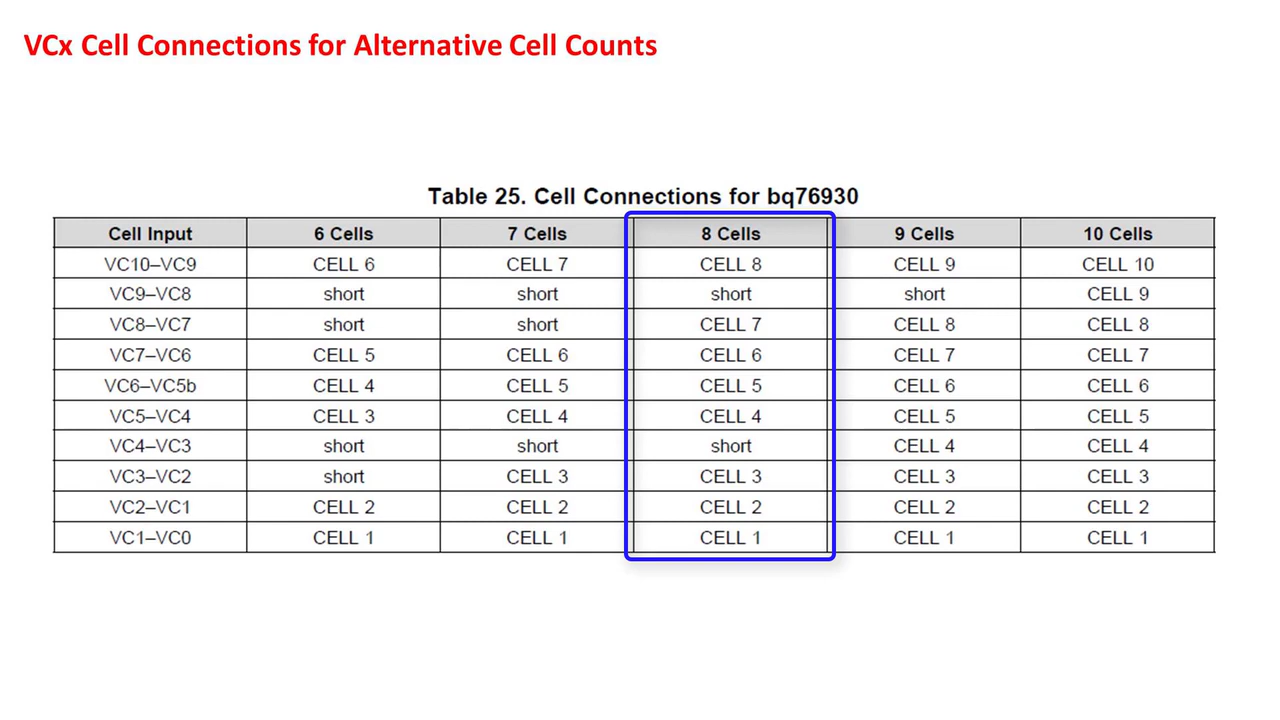 VCx Cell Connections for Alternative Cell Counts
Table 25. Cell Connections for bq76930
Cell Input 6 Cells 7 Cells 8 Cells 9 Cells 10 Cells
VC10–VC9 CELL 6 CELL 7 CELL 8 CELL 9 CELL 10
VC9–VC8 short short short short CELL 9
VC8–VC7 short short CELL 7 CELL 8 CELL 8
VC7–VC6 CELL 5 CELL 6 CELL 6 CELL 7 CELL 7
VC6–VC5b CELL 4 CELL 5 CELL 5 CELL 6 CELL 6
VC5–VC4 CELL 3 CELL 4 CELL 4 CELL 5 CELL 5
VC4–VC3 short short short CELL 4 CELL 4
VC3–VC2 short CELL 3 CELL 3 CELL 3 CELL 3
VC2–VC1 CELL 2 CELL 2 CELL 2 CELL 2 CELL 2
VC1–VC0 CELL 1 CELL 1 CELL 1 CELL 1 CELL 1